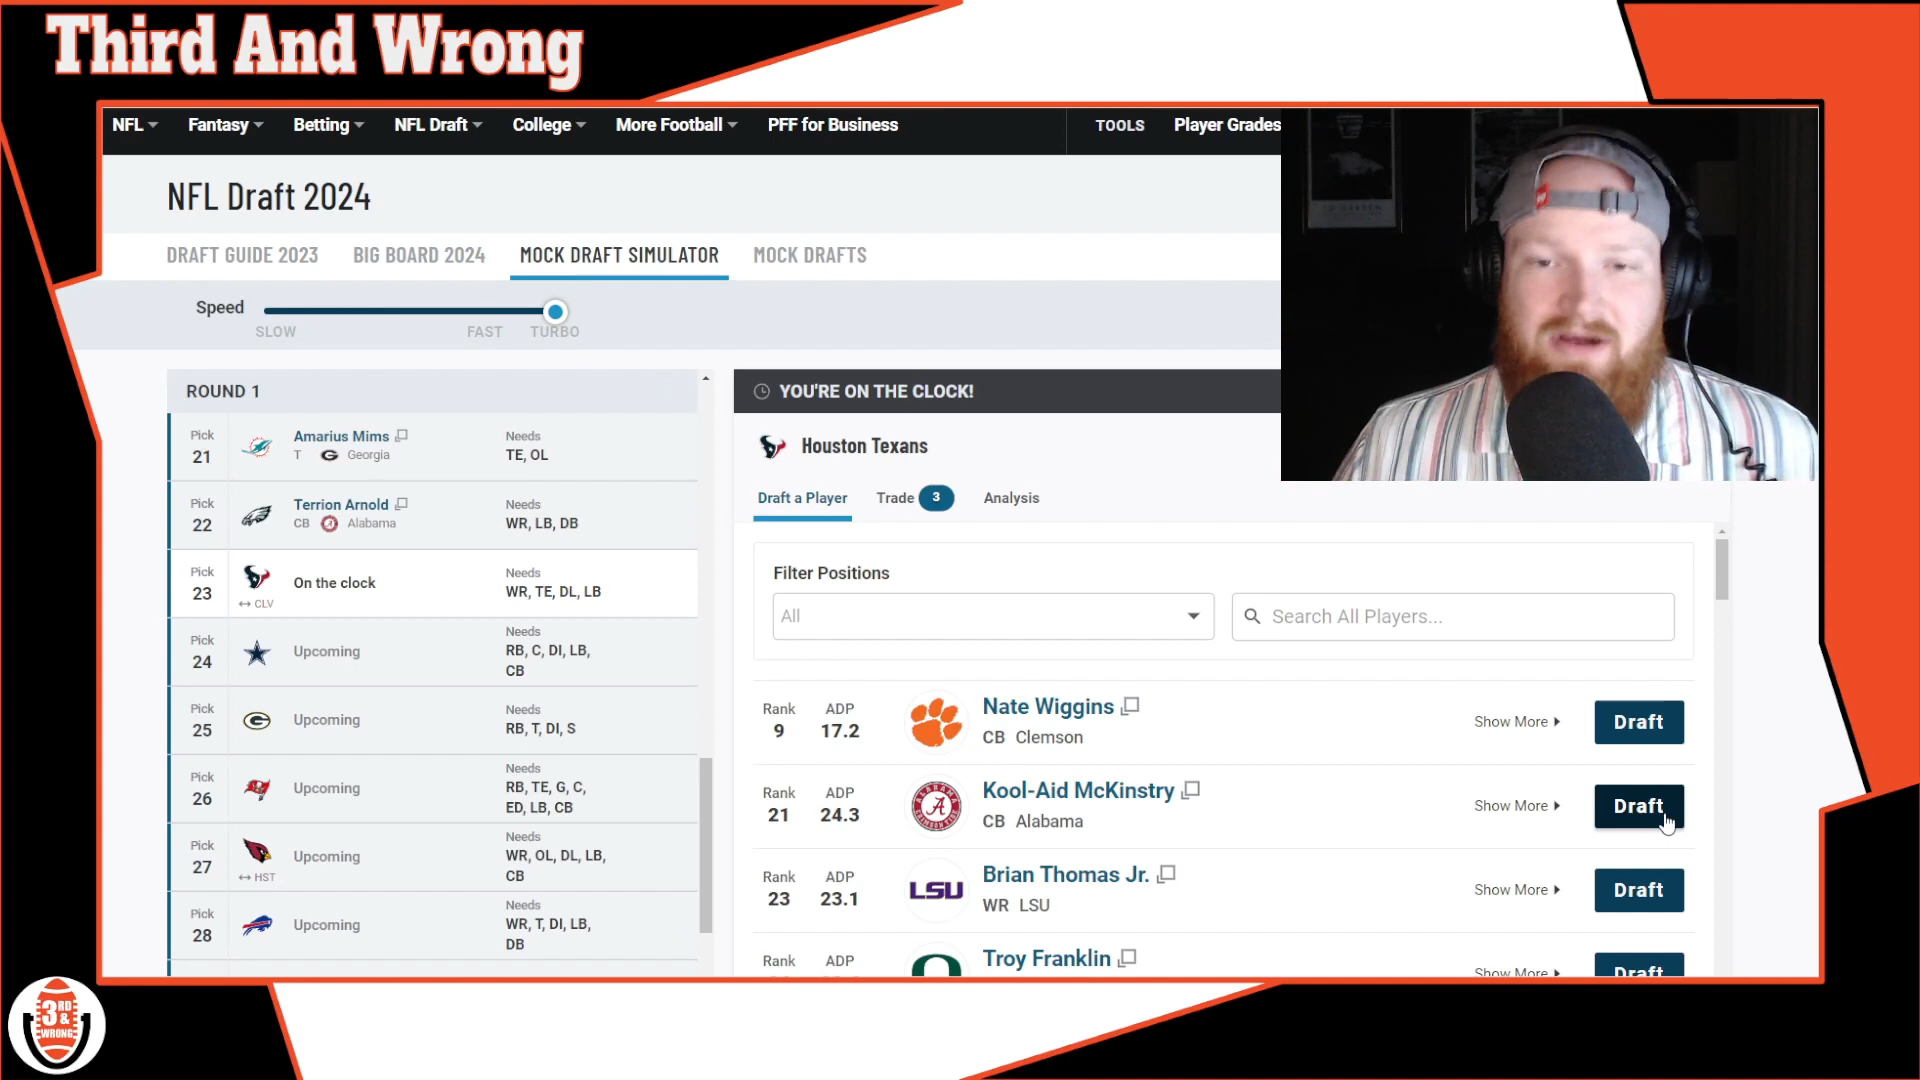 Third And Wrong
NFL Fantasy Betting NFL Draft College More Football PFF for Business TOOLS Player Grades
NFL Draft 2024
DRAFT GUIDE 2023 BIG BOARD 2024 MOCK DRAFT SIMULATOR MOCK DRAFTS
Speed
SLOW FAST TURBO
ROUND 1
Pick 21 Amarius Mims Needs
T Georgia TE, OL
Pick 22 Terrion Arnold Needs
CB Alabama WR, LB, DB
Pick 23 On the clock Needs
WR, TE, DL, LB
↔ CLV
Pick 24 Upcoming Needs
RB, C, DI, LB,
CB
Pick 25 Upcoming Needs
RB, T, DI, S
Pick 26 Upcoming Needs
RB, TE, G, C,
ED, LB, CB
Pick 27 Upcoming Needs
WR, OL, DL, LB,
CB
↔ HST
Pick 28 Upcoming Needs
WR, T, DI, LB,
DB
YOU'RE ON THE CLOCK!
Houston Texans
Draft a Player Trade 3 Analysis
Filter Positions
All Search All Players...
Rank ADP Nate Wiggins
9 17.2 CB Clemson Show More Draft
Rank ADP Kool-Aid McKinstry
21 24.3 CB Alabama Show More Draft
Rank ADP LSU Brian Thomas Jr.
23 23.1 WR LSU Show More Draft
Rank ADP Troy Franklin
Show More Draft
3RD
&
WRONG